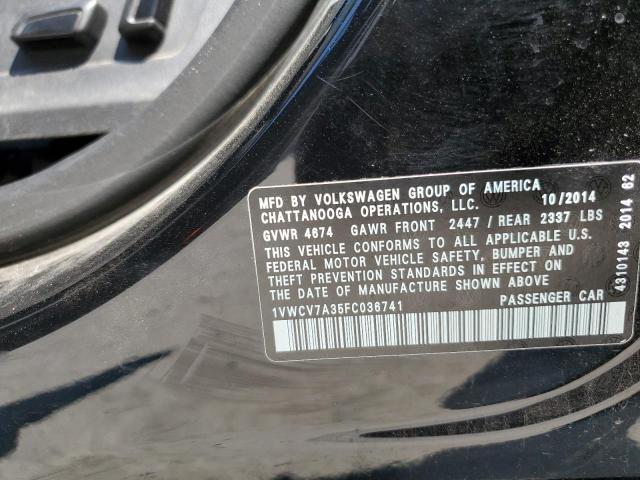 MFD BY VOLKSWAGEN GROUP OF AMERICA
CHATTANOOGA OPERATIONS, LLC. 10/2014
GVWR 4674 GAWR FRONT 2447 / REAR 2337 LBS
THIS VEHICLE CONFORMS TO ALL APPLICABLE U.S.
FEDERAL MOTOR VEHICLE SAFETY, BUMPER AND
THEFT PREVENTION STANDARDS IN EFFECT ON
THE DATE OF MANUFACTURE SHOWN ABOVE
1VWCV7A35FC036741 PASSENGER CAR
4310143 2014 62